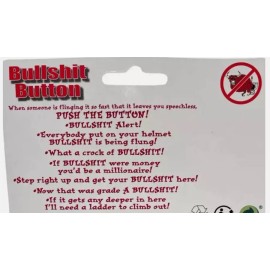 Bullshit
Button
When someone is flinging it so fast that it leaves you speechless,
PUSH THE BUTTON!
•BULLSHIT Alert!
•Everybody put on your helmet
BULLSHIT is being flung!
•What a crock of BULLSHIT!
•If BULLSHIT were money
you'd be a millionaire!
•Step right up and get your BULLSHIT here!
•Now that was grade A BULLSHIT!
•If it gets any deeper in here
I'll need a ladder to climb out!